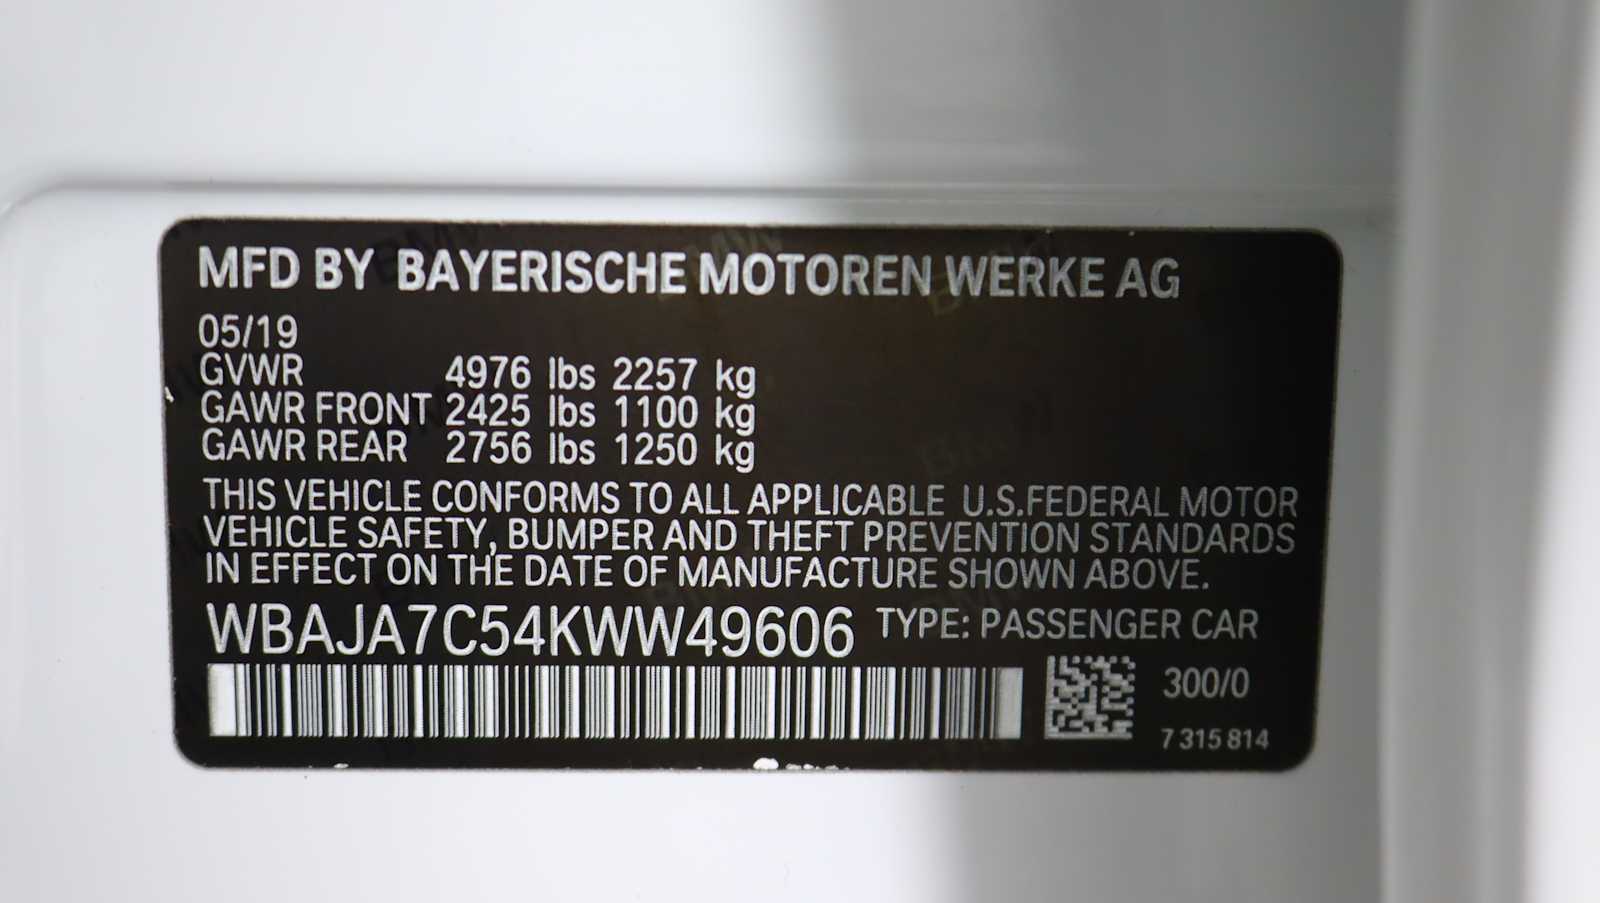 MFD BY BAYERISCHE MOTOREN WERKE AG
05/19
GVWR 4976 lbs 2257 kg
GAWR FRONT 2425 lbs 1100 kg
GAWR REAR 2756 lbs 1250 kg
THIS VEHICLE CONFORMS TO ALL APPLICABLE U.S.FEDERAL MOTOR
VEHICLE SAFETY, BUMPER AND THEFT PREVENTION STANDARDS
IN EFFECT ON THE DATE OF MANUFACTURE SHOWN ABOVE.
WBAJA7C54KWW49606 TYPE: PASSENGER CAR
300/0
7 315 814